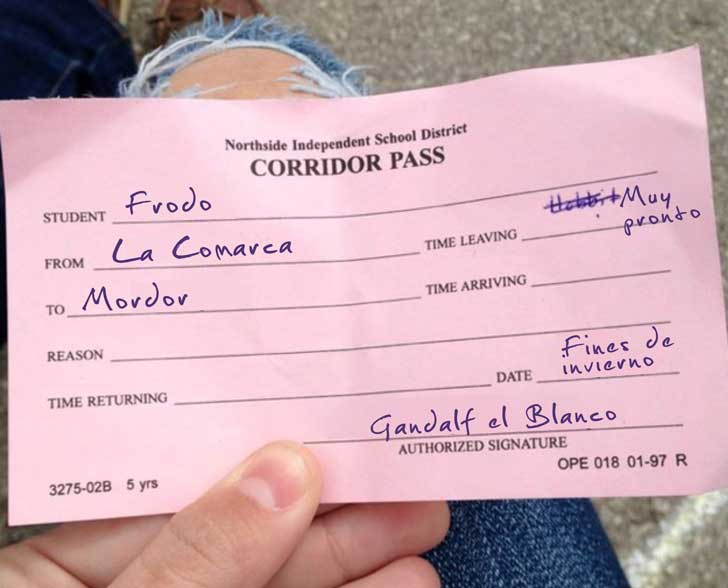 Northside Independent School District
CORRIDOR PASS
STUDENT Frodo Hobbit Muy
pronto
FROM La Comarca TIME LEAVING
TO Mordor TIME ARRIVING
REASON
Fines de
invierno
TIME RETURNING DATE
Gandalf el Blanco
AUTHORIZED SIGNATURE
OPE 018 01-97 R
3275-02B 5 yrs